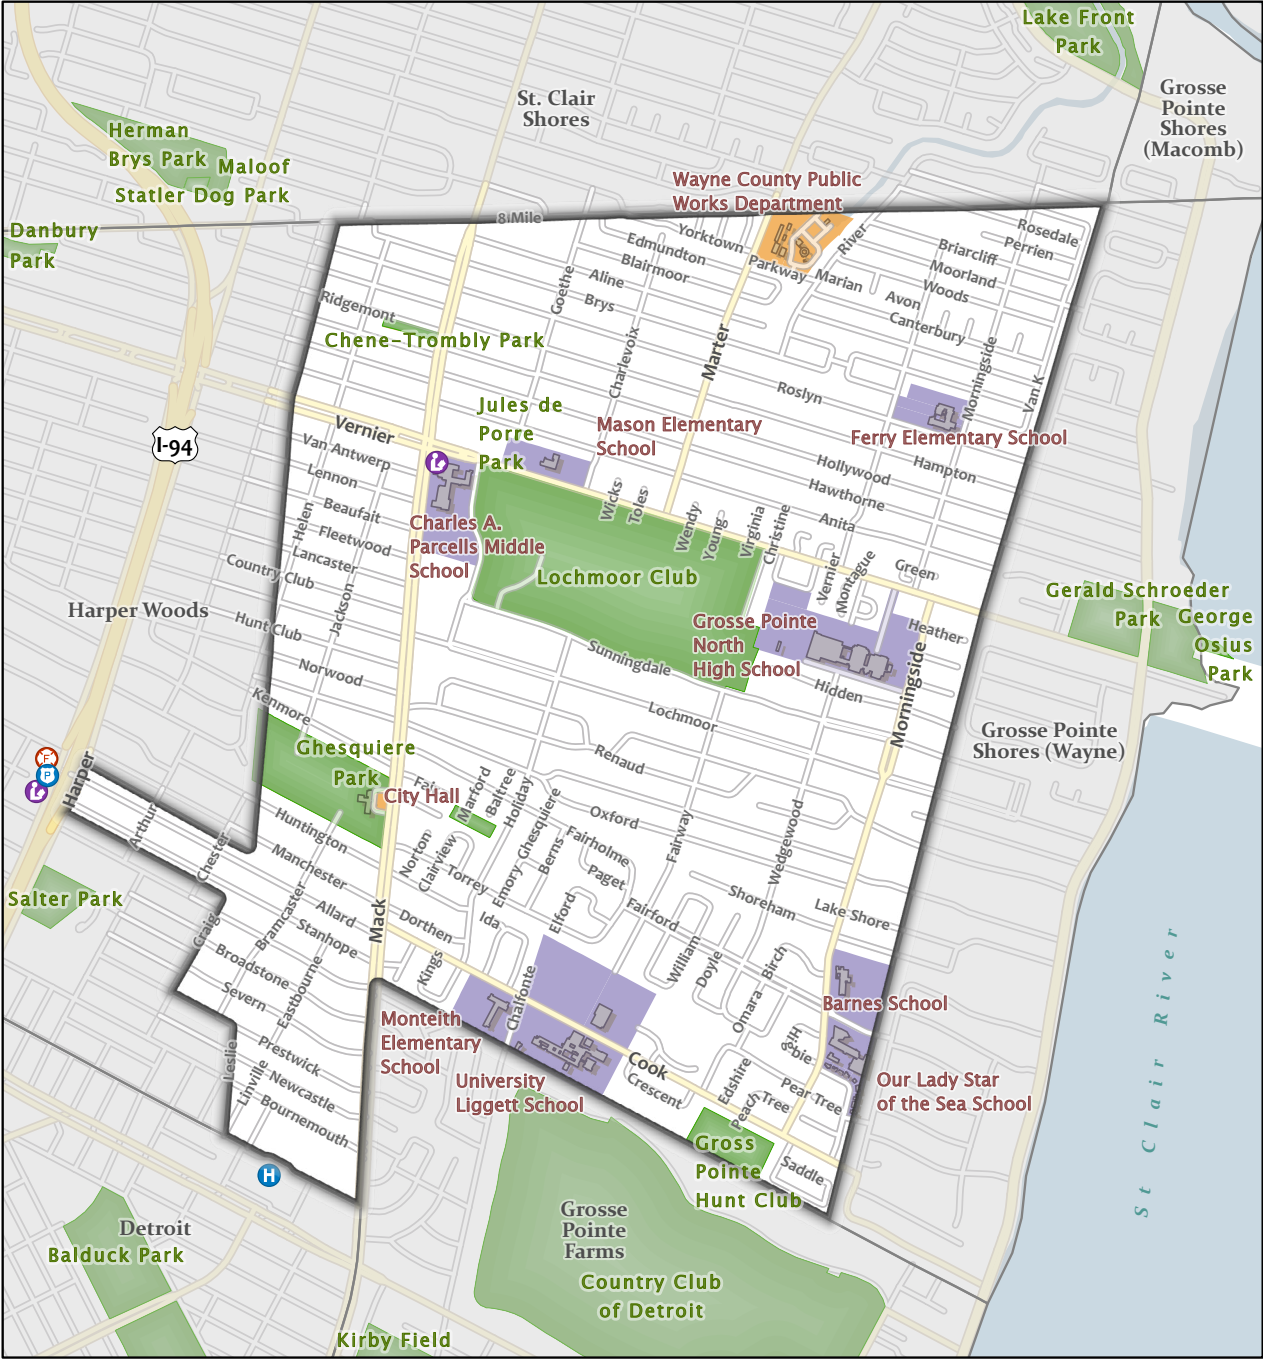 Lake Front
Park
St. Clair
Shores
Grosse
Pointe
Shores
(Macomb)
Herman
Brys Park
Maloof
Statler Dog Park
Wayne County Public
Works Department
Danbury
Park
8 Mile
Yorktown
Edmundton
Blairmoor
Parkway
River
Rosedale
Perrien
Briarcliff
Moorland
Woods
Marian
Avon
Canterbury
Aline
Brys
Goethe
Ridgemont
Chene-Trombly Park
Charlevoix
Marter
Morningside
Van K
Roslyn
Jules de
Porre
Park
Mason Elementary
School
Ferry Elementary School
I-94
Vernier
Van Antwerp
Lennon
Beaufait
Fleetwood
Lancaster
Helen
Country Club
Hunt Club
Jackson
Norwood
Kenmore
Hollywood
Hampton
Hawthorne
Anita
Wicks
Toles
Wendy
Young
Virginia
Christine
Vernier
Montague
Green
Heather
Charles A.
Parcells Middle
School
Lochmoor Club
Grosse Pointe
North
High School
Gerald Schroeder
Park
George
Osius
Park
Harper Woods
Sunningdale
Hidden
Morningside
Lochmoor
Renaud
Grosse Pointe
Shores (Wayne)
Ghesquiere
Park
City Hall
F
P
Harper
Arthur
Chester
Huntington
Manchester
Allard
Stanhope
Bramcaster
Craig
Broadstone
Severn
Eastbourne
Prestwick
Newcastle
Bournemouth
Leslie
Linville
Mack
Fai
Marford
Baltree
Holiday
Ghesquiere
Emory
Berns
Norton
Clairview
Torrey
Ida
Dorthen
Kings
Chalfonte
Elford
Oxford
Fairholme
Paget
Fairford
Fairway
Wedgewood
Shoreham
Lake Shore
William
Doyle
Birch
Omara
Salter Park
Barnes School
Monteith
Elementary
School
University
Liggett School
Cook
Crescent
Edshire
Peach
Tree
Pear Tree
Saddle
Our Lady Star
of the Sea School
Gross
Pointe
Hunt Club
H
Grosse
Pointe
Farms
Country Club
of Detroit
Detroit
Balduck Park
Kirby Field
St Clair River